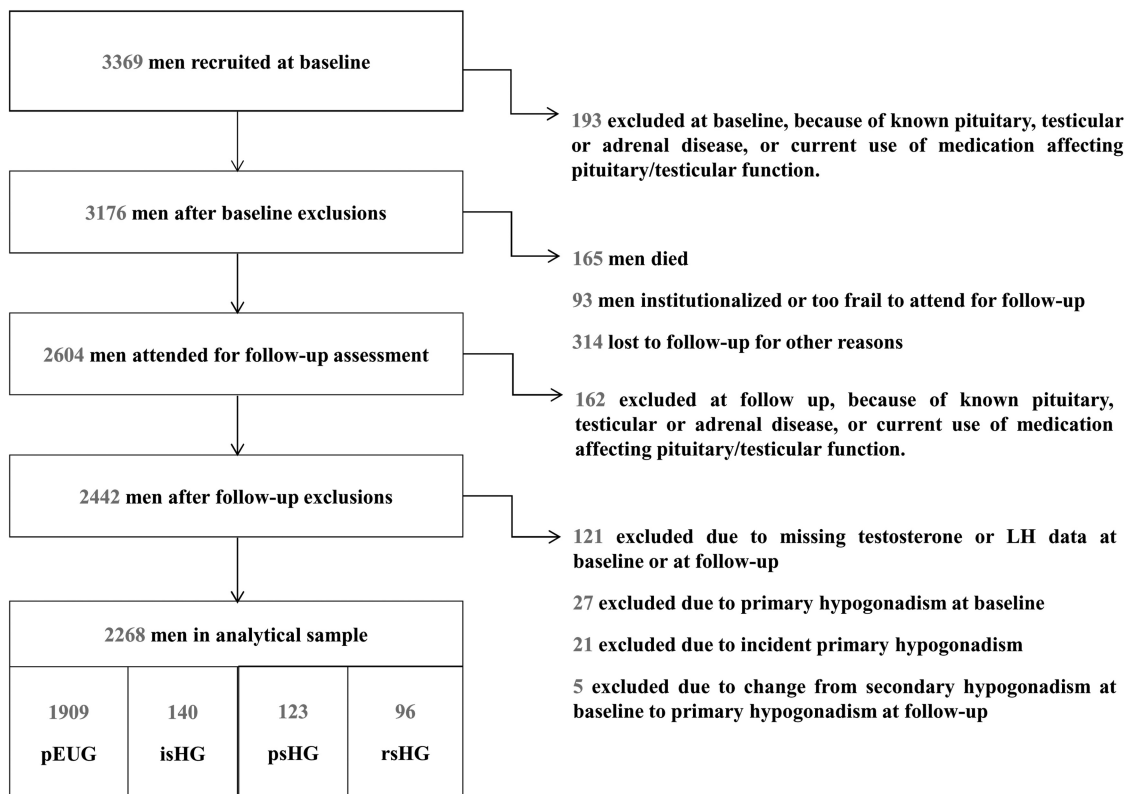 3369 men recruited at baseline
193 excluded at baseline, because of known pituitary, testicular
or adrenal disease, or current use of medication affecting
pituitary/testicular function.
3176 men after baseline exclusions
165 men died
93 men institutionalized or too frail to attend for follow-up
314 lost to follow-up for other reasons
2604 men attended for follow-up assessment
162 excluded at follow up, because of known pituitary,
testicular or adrenal disease, or current use of medication
affecting pituitary/testicular function.
2442 men after follow-up exclusions
121 excluded due to missing testosterone or LH data at
baseline or at follow-up
27 excluded due to primary hypogonadism at baseline
21 excluded due to incident primary hypogonadism
5 excluded due to change from secondary hypogonadism at
baseline to primary hypogonadism at follow-up
2268 men in analytical sample
1909 140 123 96
pEUG isHG psHG rsHG